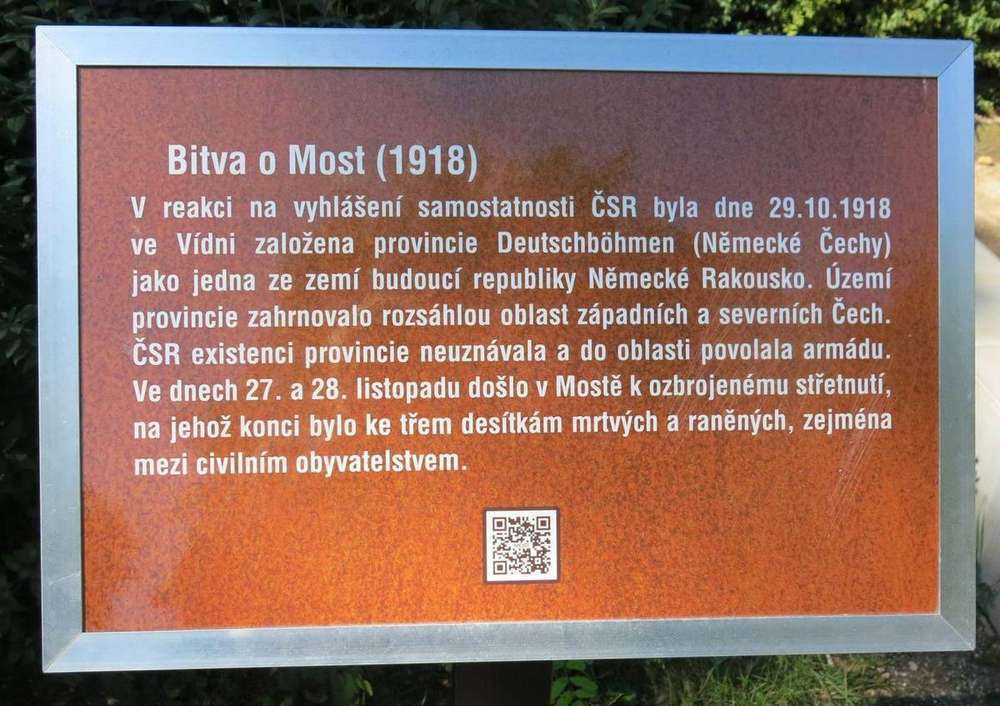 Bitva o Most (1918)
V reakci na vyhlášení samostatnosti ČSR byla dne 29.10.1918
ve Vídni založena provincie Deutschböhmen (Německé Čechy)
jako jedna ze zemí budoucí republiky Německé Rakousko. Území
provincie zahrnovalo rozsáhlou oblast západních a severních Čech.
ČSR existenci provincie neuznávala a do oblasti povolala armádu.
Ve dnech 27. a 28. listopadu došlo v Mostě k ozbrojenému střetnutí,
na jehož konci bylo ke třem desítkám mrtvých a raněných, zejména
mezi civilním obyvatelstvem.